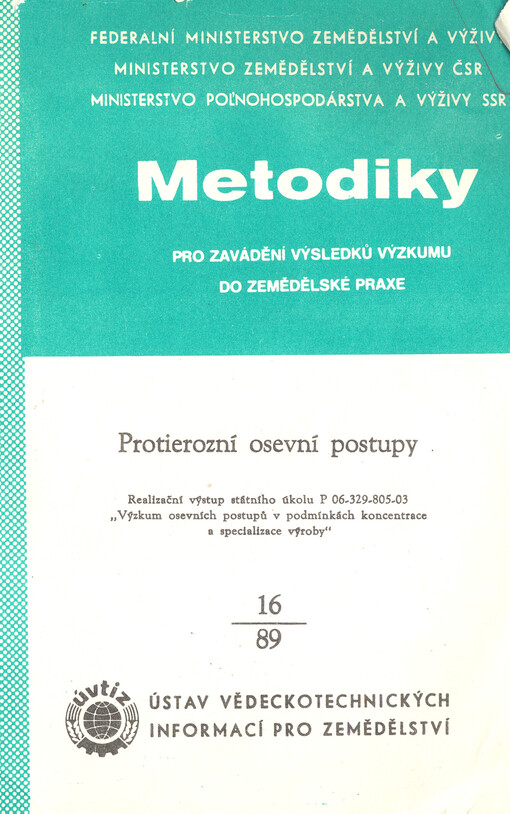 FEDERALNÍ MINISTERSTVO ZEMĚDĚLSTVÍ A VÝŽIV
MINISTERSTVO ZEMĚDĚLSTVÍ A VÝŽIVY ČSR
MINISTERSTVO POĽNOHOSPODÁRSTVA A VÝŽIVY SSR
Metodiky
PRO ZAVÁDĚNÍ VÝSLEDKŮ VÝZKUMU
DO ZEMĚDĚLSKÉ PRAXE
Protierozní osevní postupy
Realizační výstup státního úkolu P 06-329-805-03
„Výzkum osevních postupů v podmínkách koncentrace
a specializace výroby“
16
89
úvtiz
ÚSTAV VĚDECKOTECHNICKÝCH
INFORMACÍ PRO ZEMĚDĚLSTVÍ